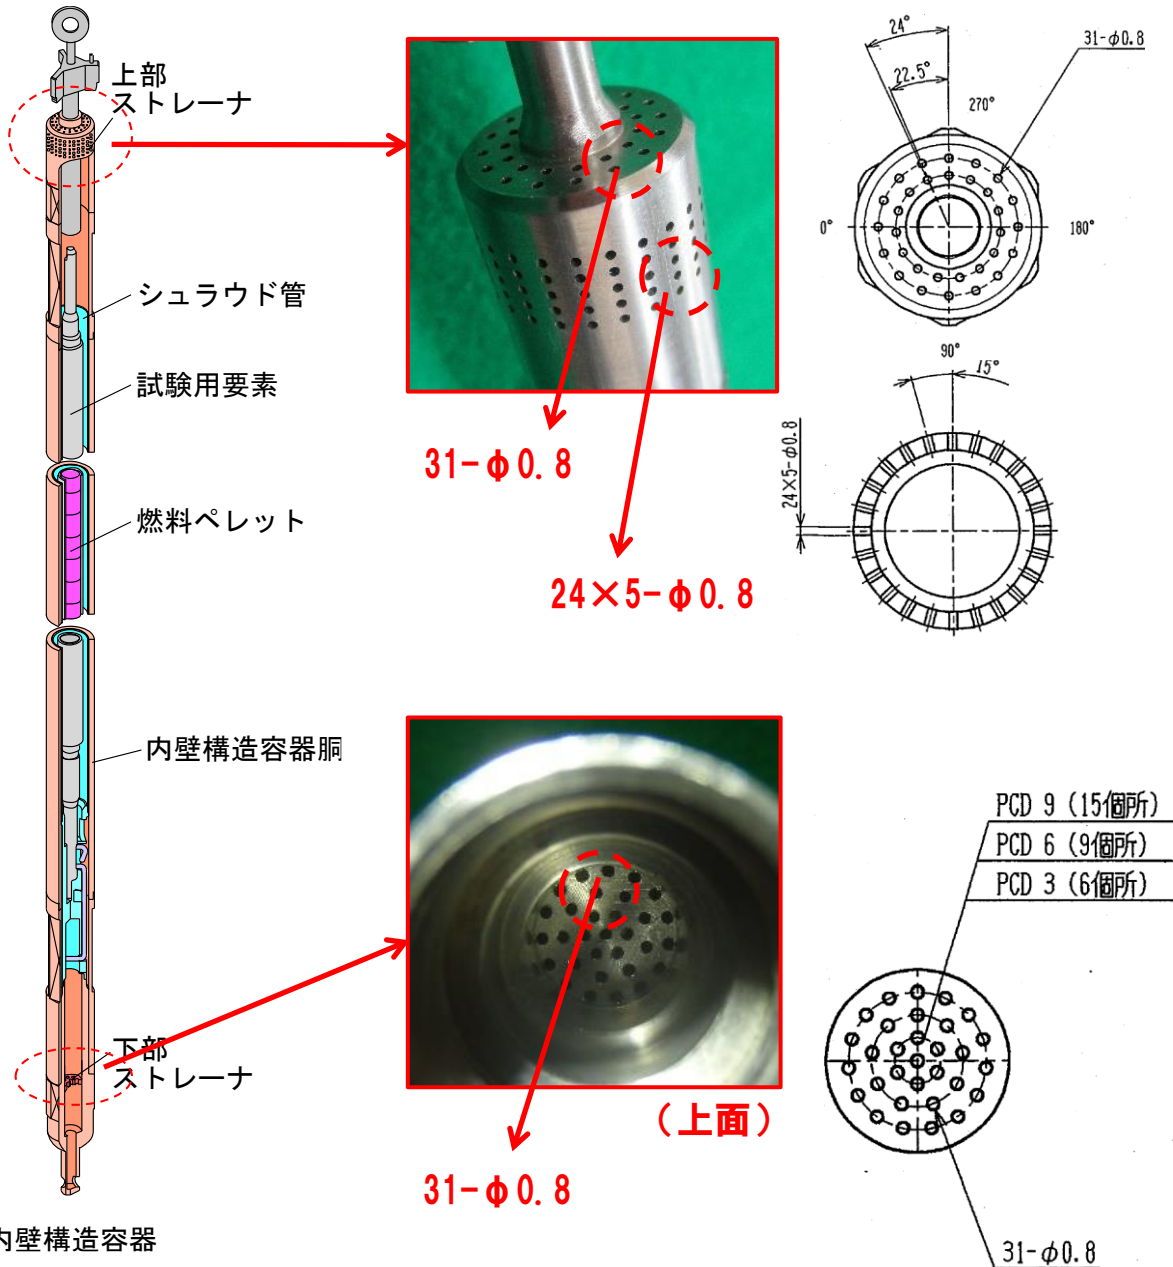 上部
ストレーナ
シュラウド管
試験用要素
燃料ペレット
内壁構造容器胴
下部
ストレーナ
内壁構造容器
31-φ0.8
24×5-φ0.8
(上面)
31-φ0.8
24°
22.5°
31-φ0.8
270°
0°
180°
90°
15°
24×5-φ0.8
PCD 9 (15個所)
PCD 6 (9個所)
PCD 3 (6個所)
31-φ0.8